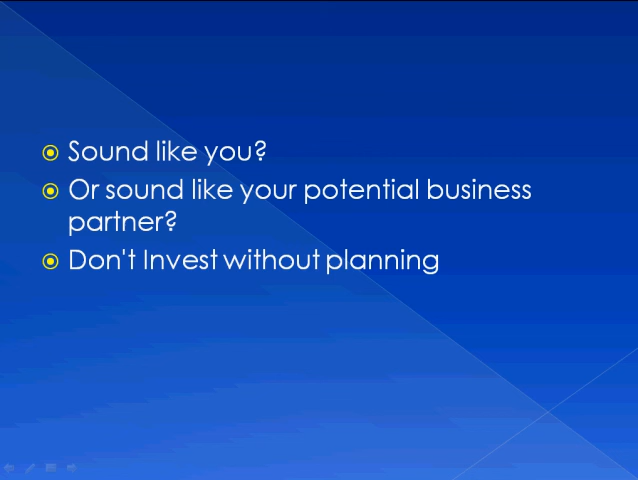 Sound like you?
Or sound like your potential business
partner?
Don't Invest without planning